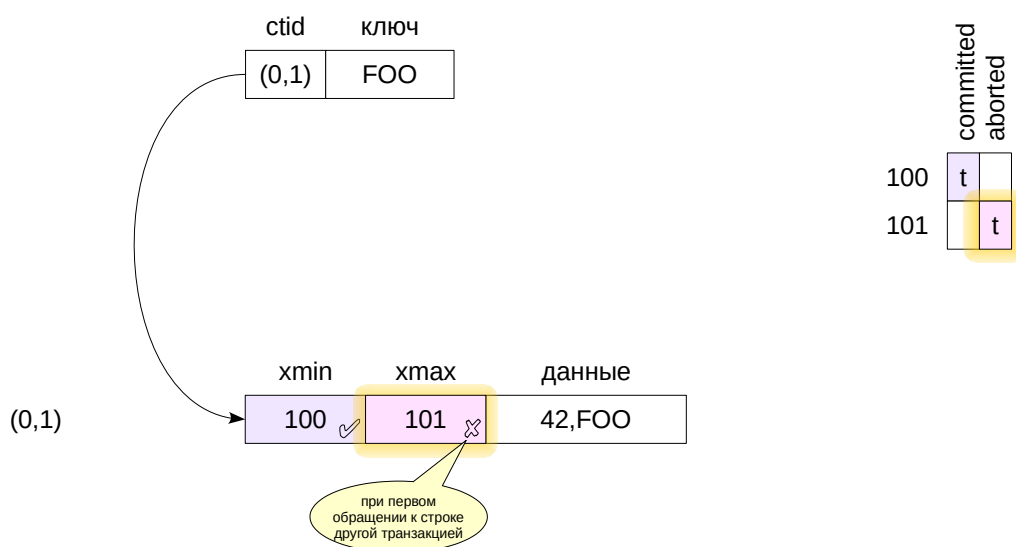 ctid ключ
(0,1) FOO
committed
aborted
100 t
101 t
xmin xmax данные
(0,1) 100 101 42,FOO
при первом
обращении к строке
другой транзакцией